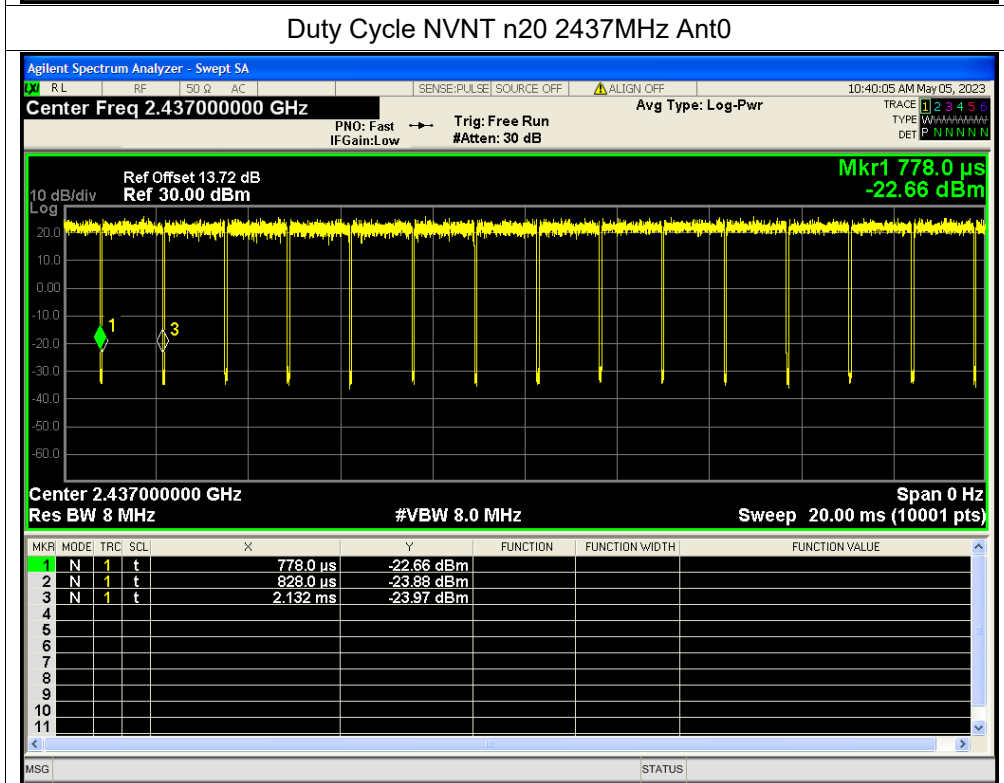 Duty Cycle NVNT n20 2437MHz Ant0
Agilent Spectrum Analyzer - Swept SA
LXI RL RF 50 Ω AC SENSE:PULSE SOURCE OFF ALIGN OFF 10:40:05 AM May 05, 2023
Center Freq 2.437000000 GHz Avg Type: Log-Pwr TRACE 1 2 3 4 5 6
PNO: Fast Trig: Free Run TYPE WWWWWW
IFGain:Low #Atten: 30 dB DET P N N N N N
Mkr1 778.0 µs
Ref Offset 13.72 dB
10 dB/div Ref 30.00 dBm -22.66 dBm
Log
20.0
10.0
0.00
-10.0
1
3
-20.0
-30.0
-40.0
-50.0
-60.0
Center 2.437000000 GHz Span 0 Hz
Res BW 8 MHz #VBW 8.0 MHz Sweep 20.00 ms (10001 pts)
MKR MODE TRC SCL X Y FUNCTION FUNCTION WIDTH FUNCTION VALUE
1 N 1 t 778.0 µs -22.66 dBm
2 N 1 t 828.0 µs -23.88 dBm
3 N 1 t 2.132 ms -23.97 dBm
4
5
6
7
8
9
10
11
MSG STATUS